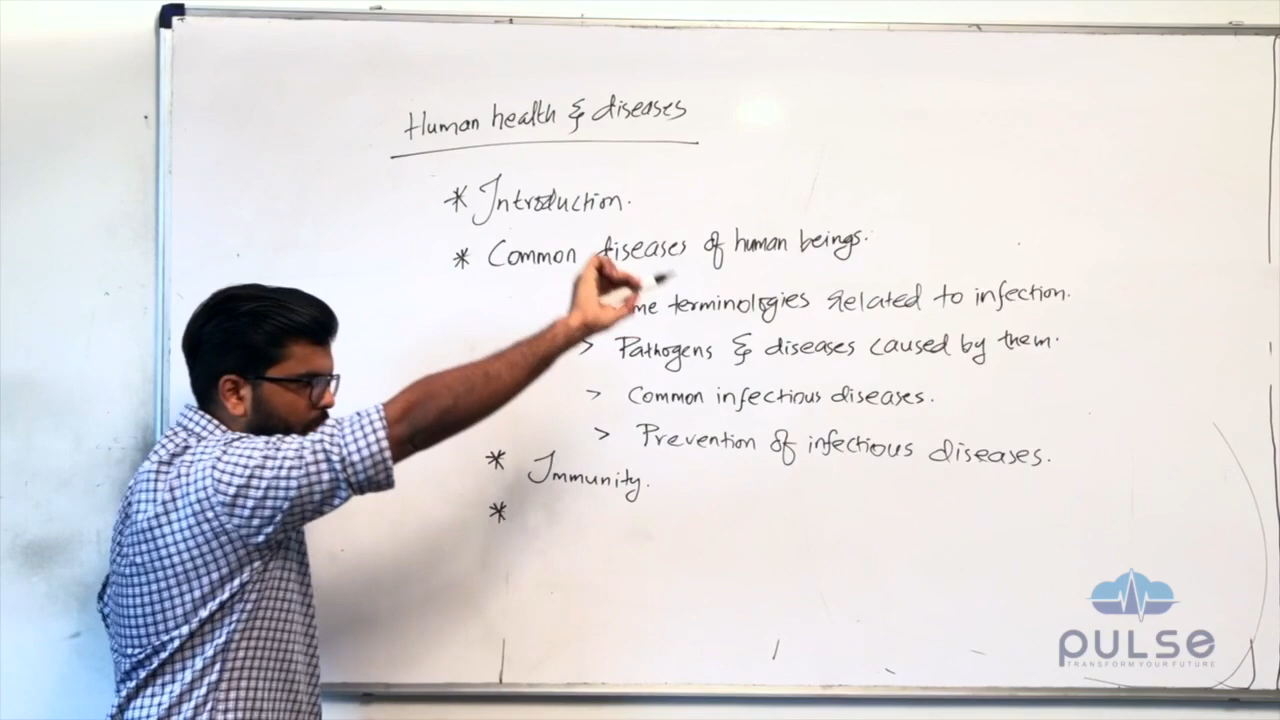 Human health & diseases
* Introduction.
* Common diseases of human beings.
terminologies related to infection.
> Pathogens & diseases caused by them.
> Common infectious diseases.
> Prevention of infectious diseases.
* Immunity.
*
PULSE
TRANSFORM YOUR FUTURE